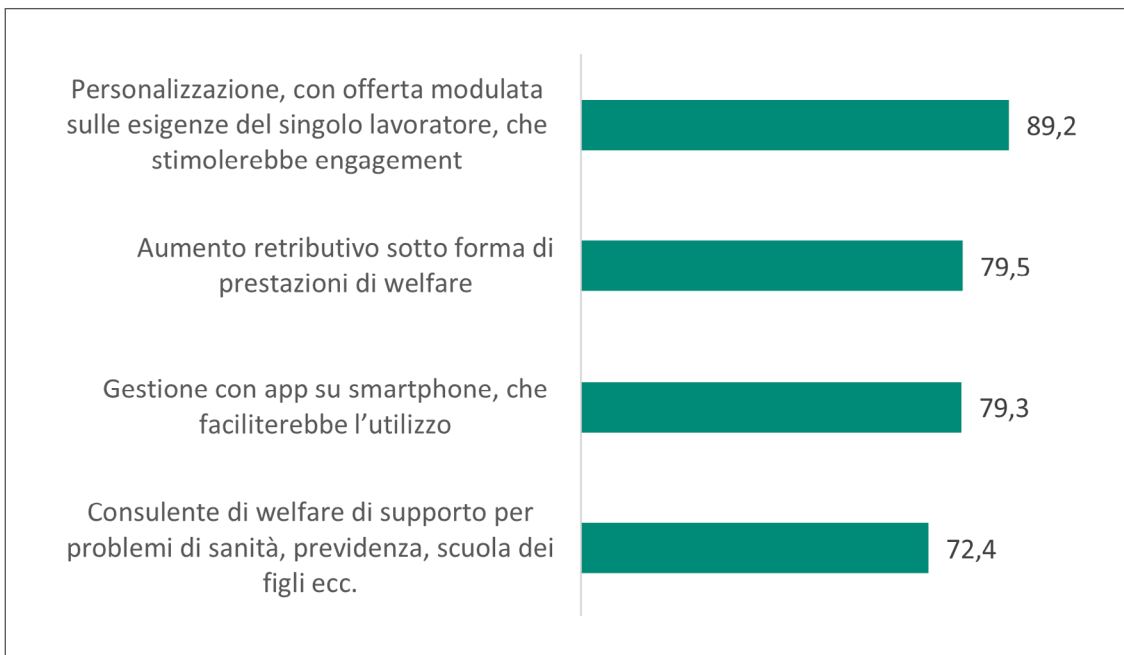 Personalizzazione, con offerta modulata
sulle esigenze del singolo lavoratore, che
stimolerebbe engagement
89,2
Aumento retributivo sotto forma di
prestazioni di welfare
79,5
Gestione con app su smartphone, che
faciliterebbe l’utilizzo
79,3
Consulente di welfare di supporto per
problemi di sanità, previdenza, scuola dei
figli ecc.
72,4